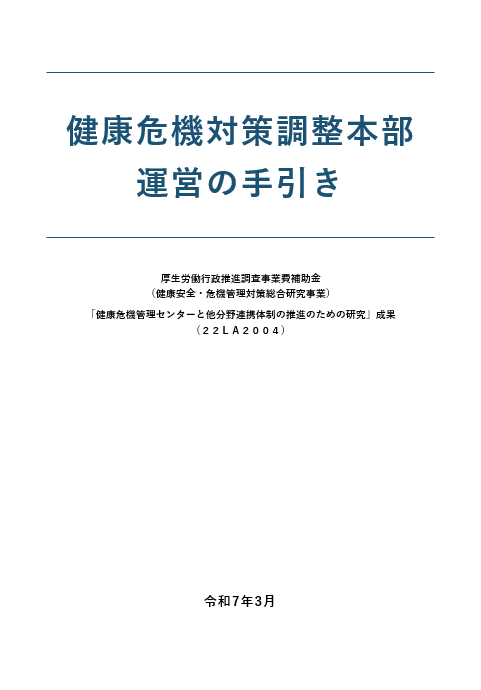 健康危機対策調整本部
運営の手引き
厚生労働行政推進調査事業費補助金
（健康安全・危機管理対策総合研究事業）
「健康危機管理センターと他分野連携体制の推進のための研究」成果
（２２ＬＡ２００４）
令和7年3月